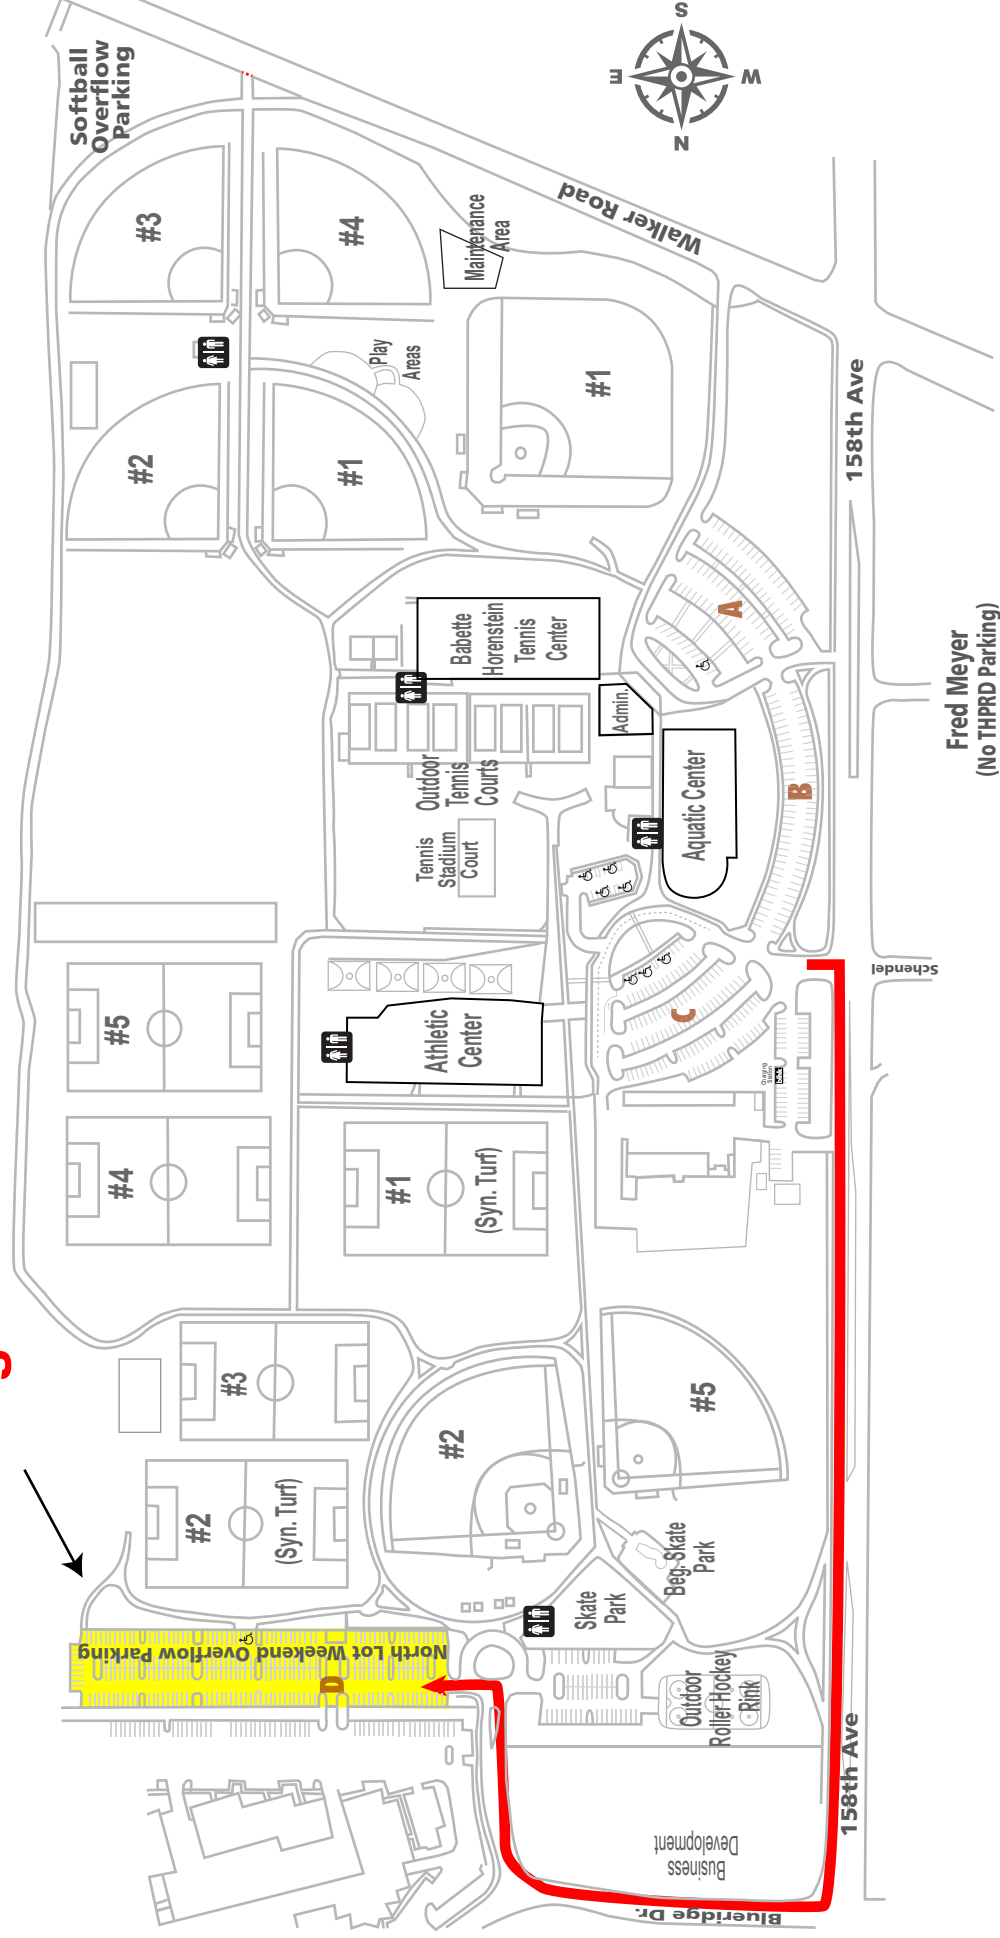 S
E
W
N
Softball
Overflow
Parking
#3
#4
Walker Road
Maintenance
Area
Play
Areas
#1
#2
#1
158th Ave
A
Fred Meyer
(No THPRD Parking)
Babette
Horenstein
Tennis
Center
Admin.
Outdoor
Tennis
Courts
Aquatic Center
B
Tennis
Stadium
Court
Schendel
#5
Athletic
Center
C
Charging
Station
#4
#1
(Syn. Turf)
#3
#2
#5
#2
(Syn. Turf)
Beg. Skate
Park
Skate
Park
North Lot Weekend Overflow Parking
D
Outdoor
Roller Hockey
Rink
158th Ave
Business
Development
Blueridge Dr.